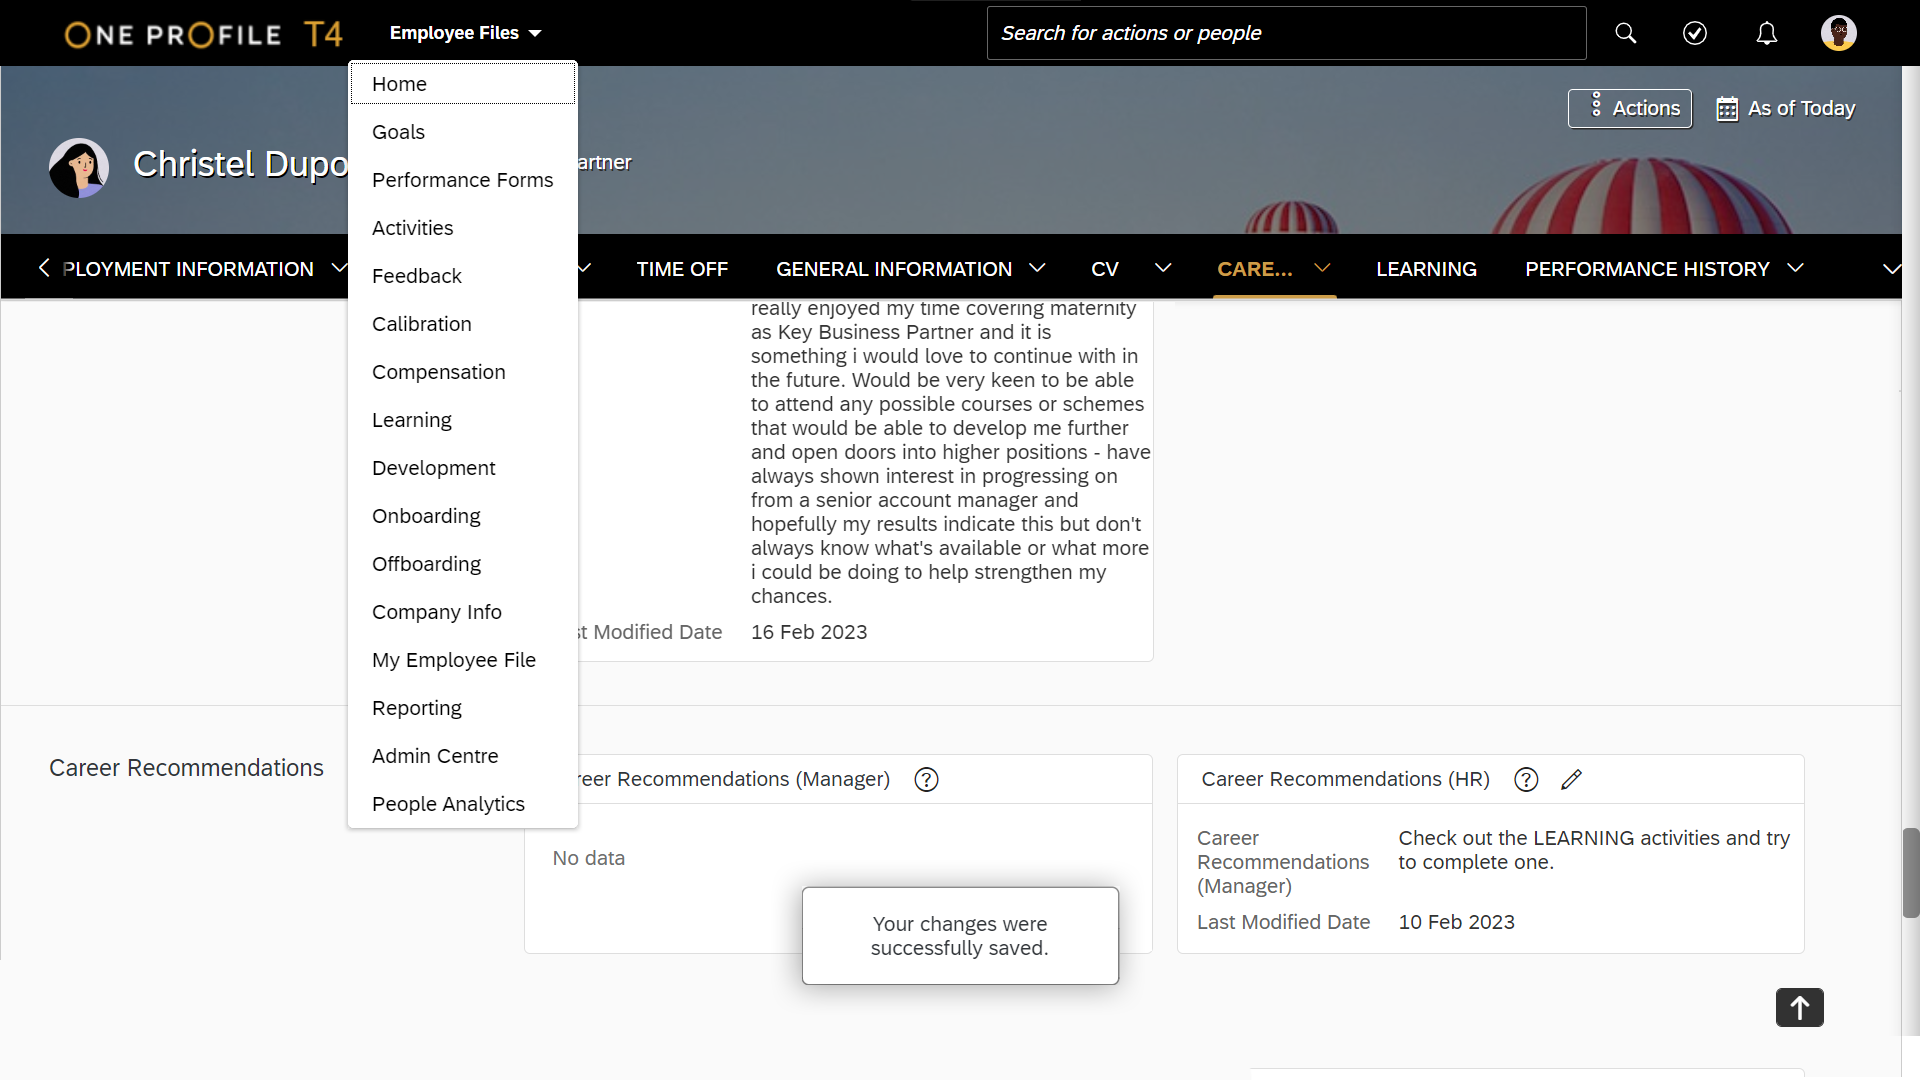 ONE PROFILE T4
Employee Files
Search for actions or people
Home
Goals
Performance Forms
Activities
Feedback
Calibration
Compensation
Learning
Development
Onboarding
Offboarding
Company Info
My Employee File
Reporting
Admin Centre
People Analytics
Actions
As of Today
Christel Dupo
artner
PLOYMENT INFORMATION
TIME OFF
GENERAL INFORMATION
CV
CARE...
LEARNING
PERFORMANCE HISTORY
really enjoyed my time covering maternity
as Key Business Partner and it is
something i would love to continue with in
the future. Would be very keen to be able
to attend any possible courses or schemes
that would be able to develop me further
and open doors into higher positions - have
always shown interest in progressing on
from a senior account manager and
hopefully my results indicate this but don't
always know what's available or what more
i could be doing to help strengthen my
chances.
st Modified Date 16 Feb 2023
Career Recommendations
reer Recommendations (Manager)
No data
Career Recommendations (HR)
Career
Recommendations
(Manager)
Check out the LEARNING activities and try
to complete one.
Last Modified Date 10 Feb 2023
Your changes were
successfully saved.